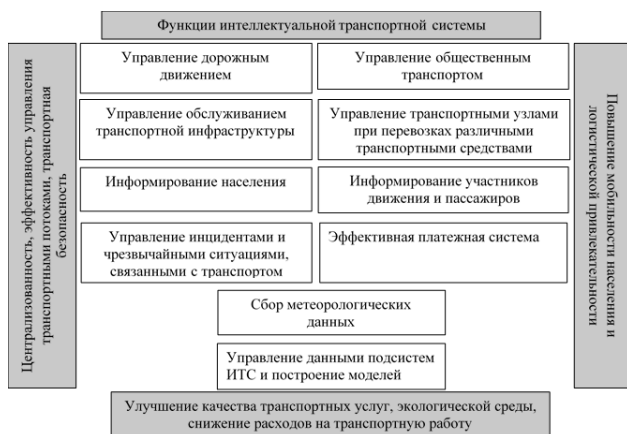 Функции интеллектуальной транспортной системы
Централизованность, эффективность управления
транспортными потоками, транспортная
безопасность
Управление дорожным
движением
Управление общественным
транспортом
Управление обслуживанием
транспортной инфраструктуры
Управление транспортными узлами
при перевозках различными
транспортными средствами
Информирование населения
Информирование участников
движения и пассажиров
Управление инцидентами и
чрезвычайными ситуациями,
связанными с транспортом
Эффективная платежная система
Сбор метеорологических
данных
Управление данными подсистем
ИТС и построение моделей
Повышение мобильности населения и
логистической привлекательности
Улучшение качества транспортных услуг, экологической среды,
снижение расходов на транспортную работу